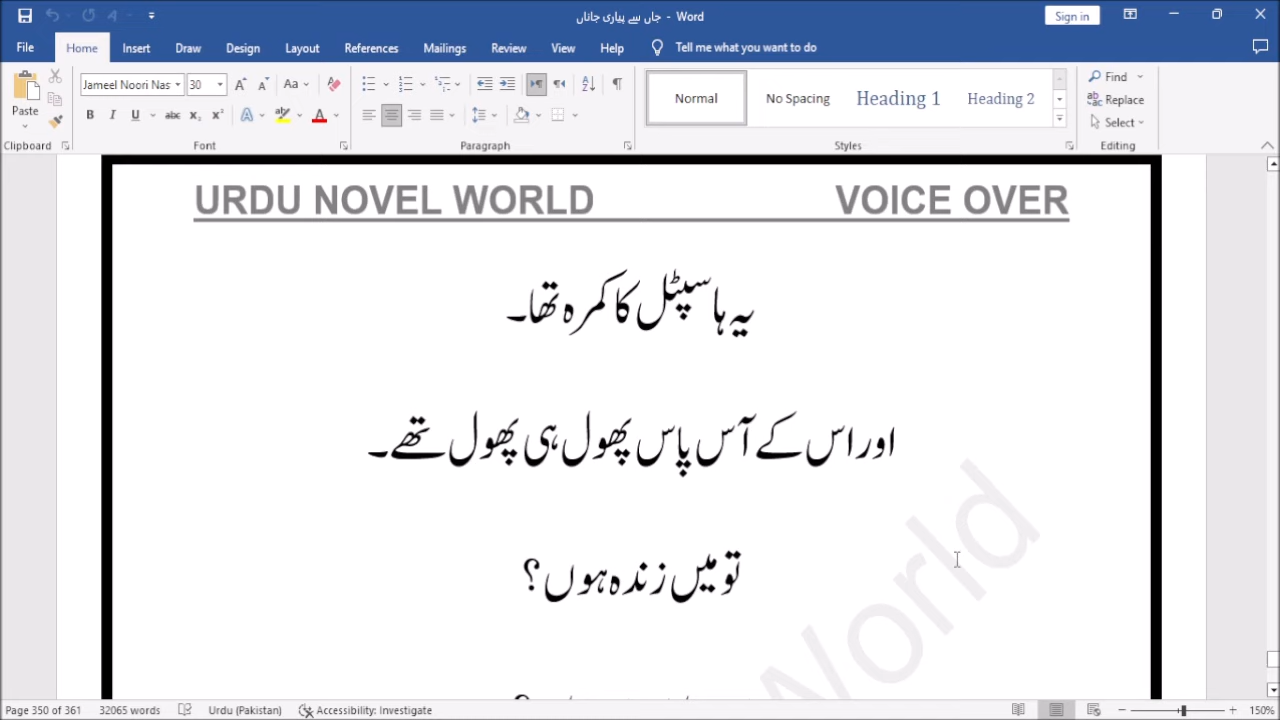 جاں سے پیاری جاناں - Word
Sign in
File Home Insert Draw Design Layout References Mailings Review View Help Tell me what you want to do
Paste
Jameel Noori Nas 30
Normal No Spacing Heading 1 Heading 2
Find
Replace
Select
Clipboard Font Paragraph Styles Editing
URDU NOVEL WORLD VOICE OVER
یہ ہاسپٹل کا کمرہ تھا۔
اور اس کے آس پاس پھول ہی پھول تھے۔
تو میں زندہ ہوں؟
World
Page 350 of 361 32065 words Urdu (Pakistan) Accessibility: Investigate 150%